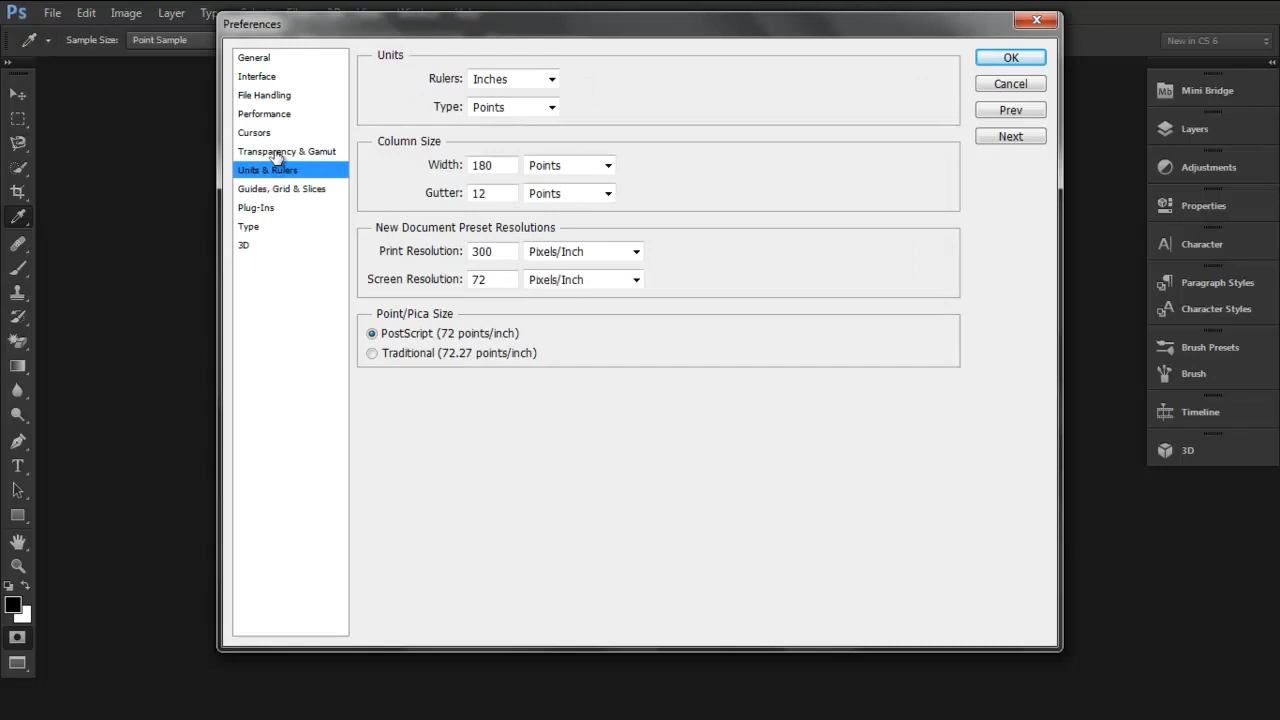 Ps File Edit Image Layer
Preferences
Sample Size: Point Sample
New in CS 6
General
Interface
File Handling
Performance
Cursors
Transparency & Gamut
Units & Rulers
Guides, Grid & Slices
Plug-Ins
Type
3D
Units
Rulers: Inches
Type: Points
Column Size
Width: 180 Points
Gutter: 12 Points
New Document Preset Resolutions
Print Resolution: 300 Pixels/Inch
Screen Resolution: 72 Pixels/Inch
Point/Pica Size
PostScript (72 points/inch)
Traditional (72.27 points/inch)
OK
Cancel
Prev
Next
Mb Mini Bridge
Layers
Adjustments
Properties
Character
Paragraph Styles
Character Styles
Brush Presets
Brush
Timeline
3D